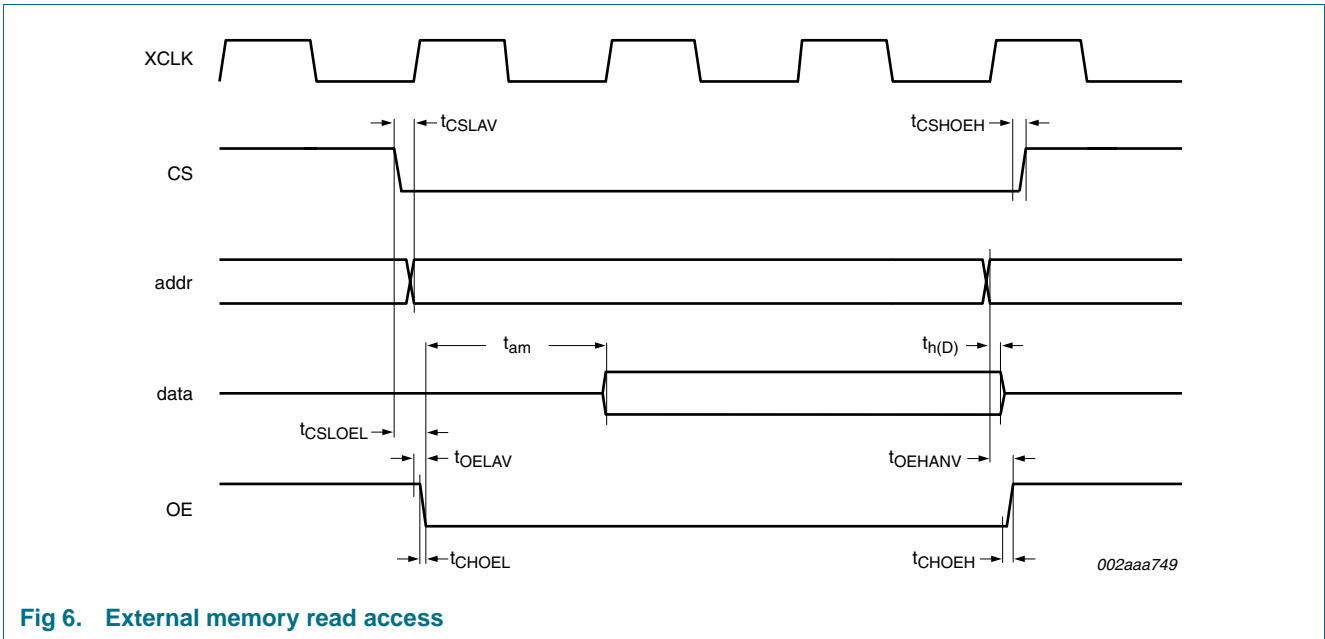 XCLK
tCSLAV
tCSHOEH
CS
addr
tam
th(D)
data
tCSLOEL
tOELAV
tOEHANV
OE
tCHOEL
tCHOEH
002aaa749
Fig 6. External memory read access